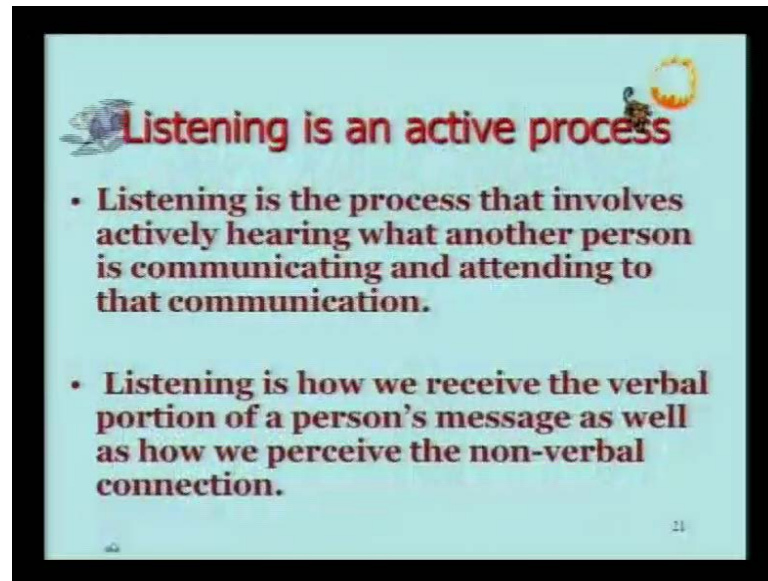 Listening is an active process
• Listening is the process that involves
actively hearing what another person
is communicating and attending to
that communication.
• Listening is how we receive the verbal
portion of a person's message as well
as how we perceive the non-verbal
connection.
21